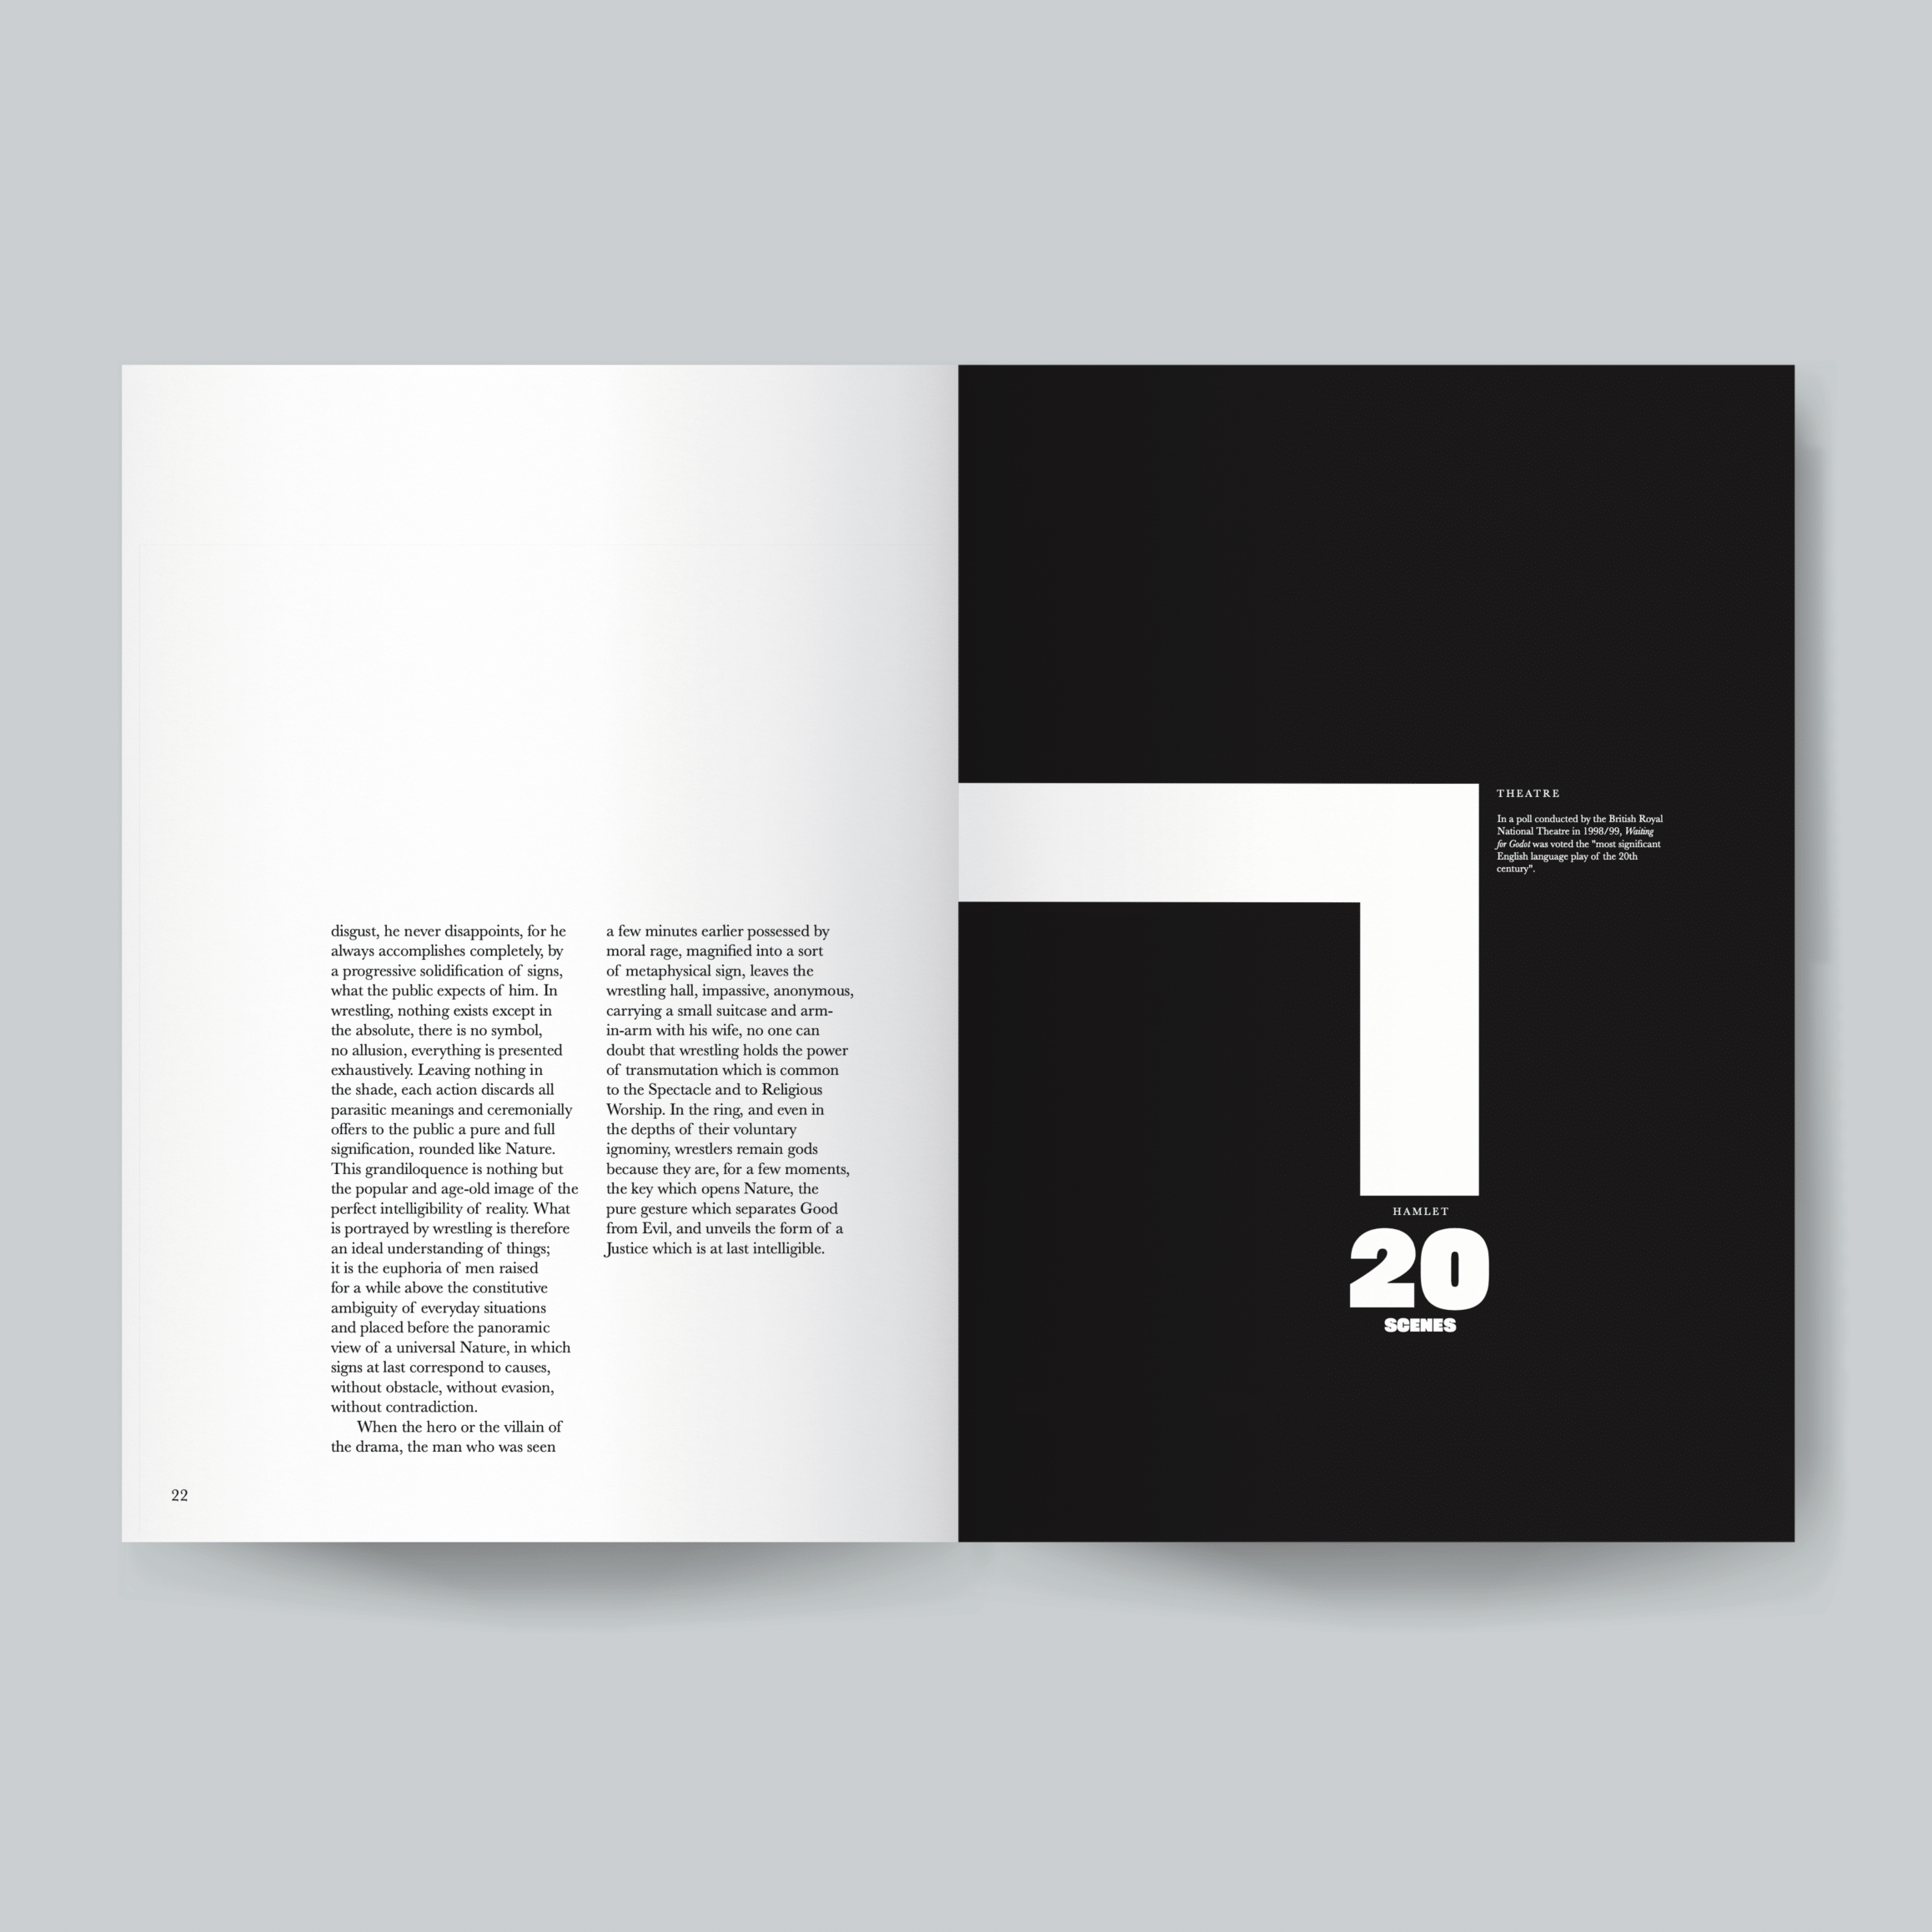 disgust, he never disappoints, for he
always accomplishes completely, by
a progressive solidification of signs,
what the public expects of him. In
wrestling, nothing exists except in
the absolute, there is no symbol,
no allusion, everything is presented
exhaustively. Leaving nothing in
the shade, each action discards all
parasitic meanings and ceremonially
offers to the public a pure and full
signification, rounded like Nature.
This grandiloquence is nothing but
the popular and age-old image of the
perfect intelligibility of reality. What
is portrayed by wrestling is therefore
an ideal understanding of things;
it is the euphoria of men raised
for a while above the constitutive
ambiguity of everyday situations
and placed before the panoramic
view of a universal Nature, in which
signs at last correspond to causes,
without obstacle, without evasion,
without contradiction.
When the hero or the villain of
the drama, the man who was seen
a few minutes earlier possessed by
moral rage, magnified into a sort
of metaphysical sign, leaves the
wrestling hall, impassive, anonymous,
carrying a small suitcase and arm-
in-arm with his wife, no one can
doubt that wrestling holds the power
of transmutation which is common
to the Spectacle and to Religious
Worship. In the ring, and even in
the depths of their voluntary
ignominy, wrestlers remain gods
because they are, for a few moments,
the key which opens Nature, the
pure gesture which separates Good
from Evil, and unveils the form of a
Justice which is at last intelligible.
22
THEATRE
In a poll conducted by the British Royal
National Theatre in 1998/99, Waiting
for Godot was voted the "most significant
English language play of the 20th
century".
HAMLET
20
SCENES